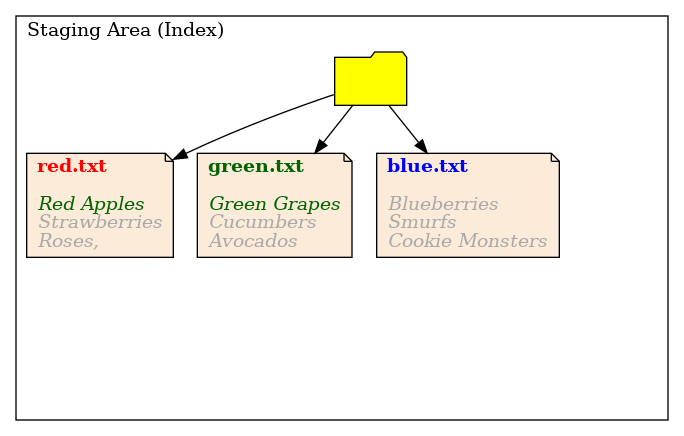 Staging Area (Index)
red.txt
Red Apples
Strawberries
Roses,
green.txt
Green Grapes
Cucumbers
Avocados
blue.txt
Blueberries
Smurfs
Cookie Monsters